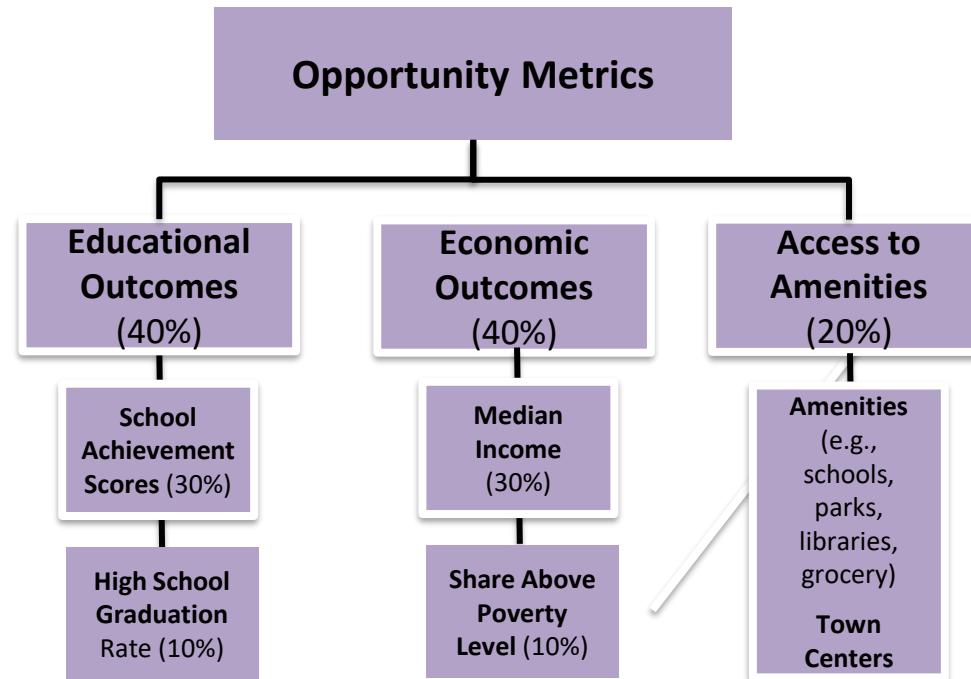 Opportunity Metrics
Educational
Outcomes
(40%)
School
Achievement
Scores (30%)
High School
Graduation
Rate (10%)
Economic
Outcomes
(40%)
Median
Income
(30%)
Share Above
Poverty
Level (10%)
Access to
Amenities
(20%)
Amenities
(e.g.,
schools,
parks,
libraries,
grocery)
Town
Centers